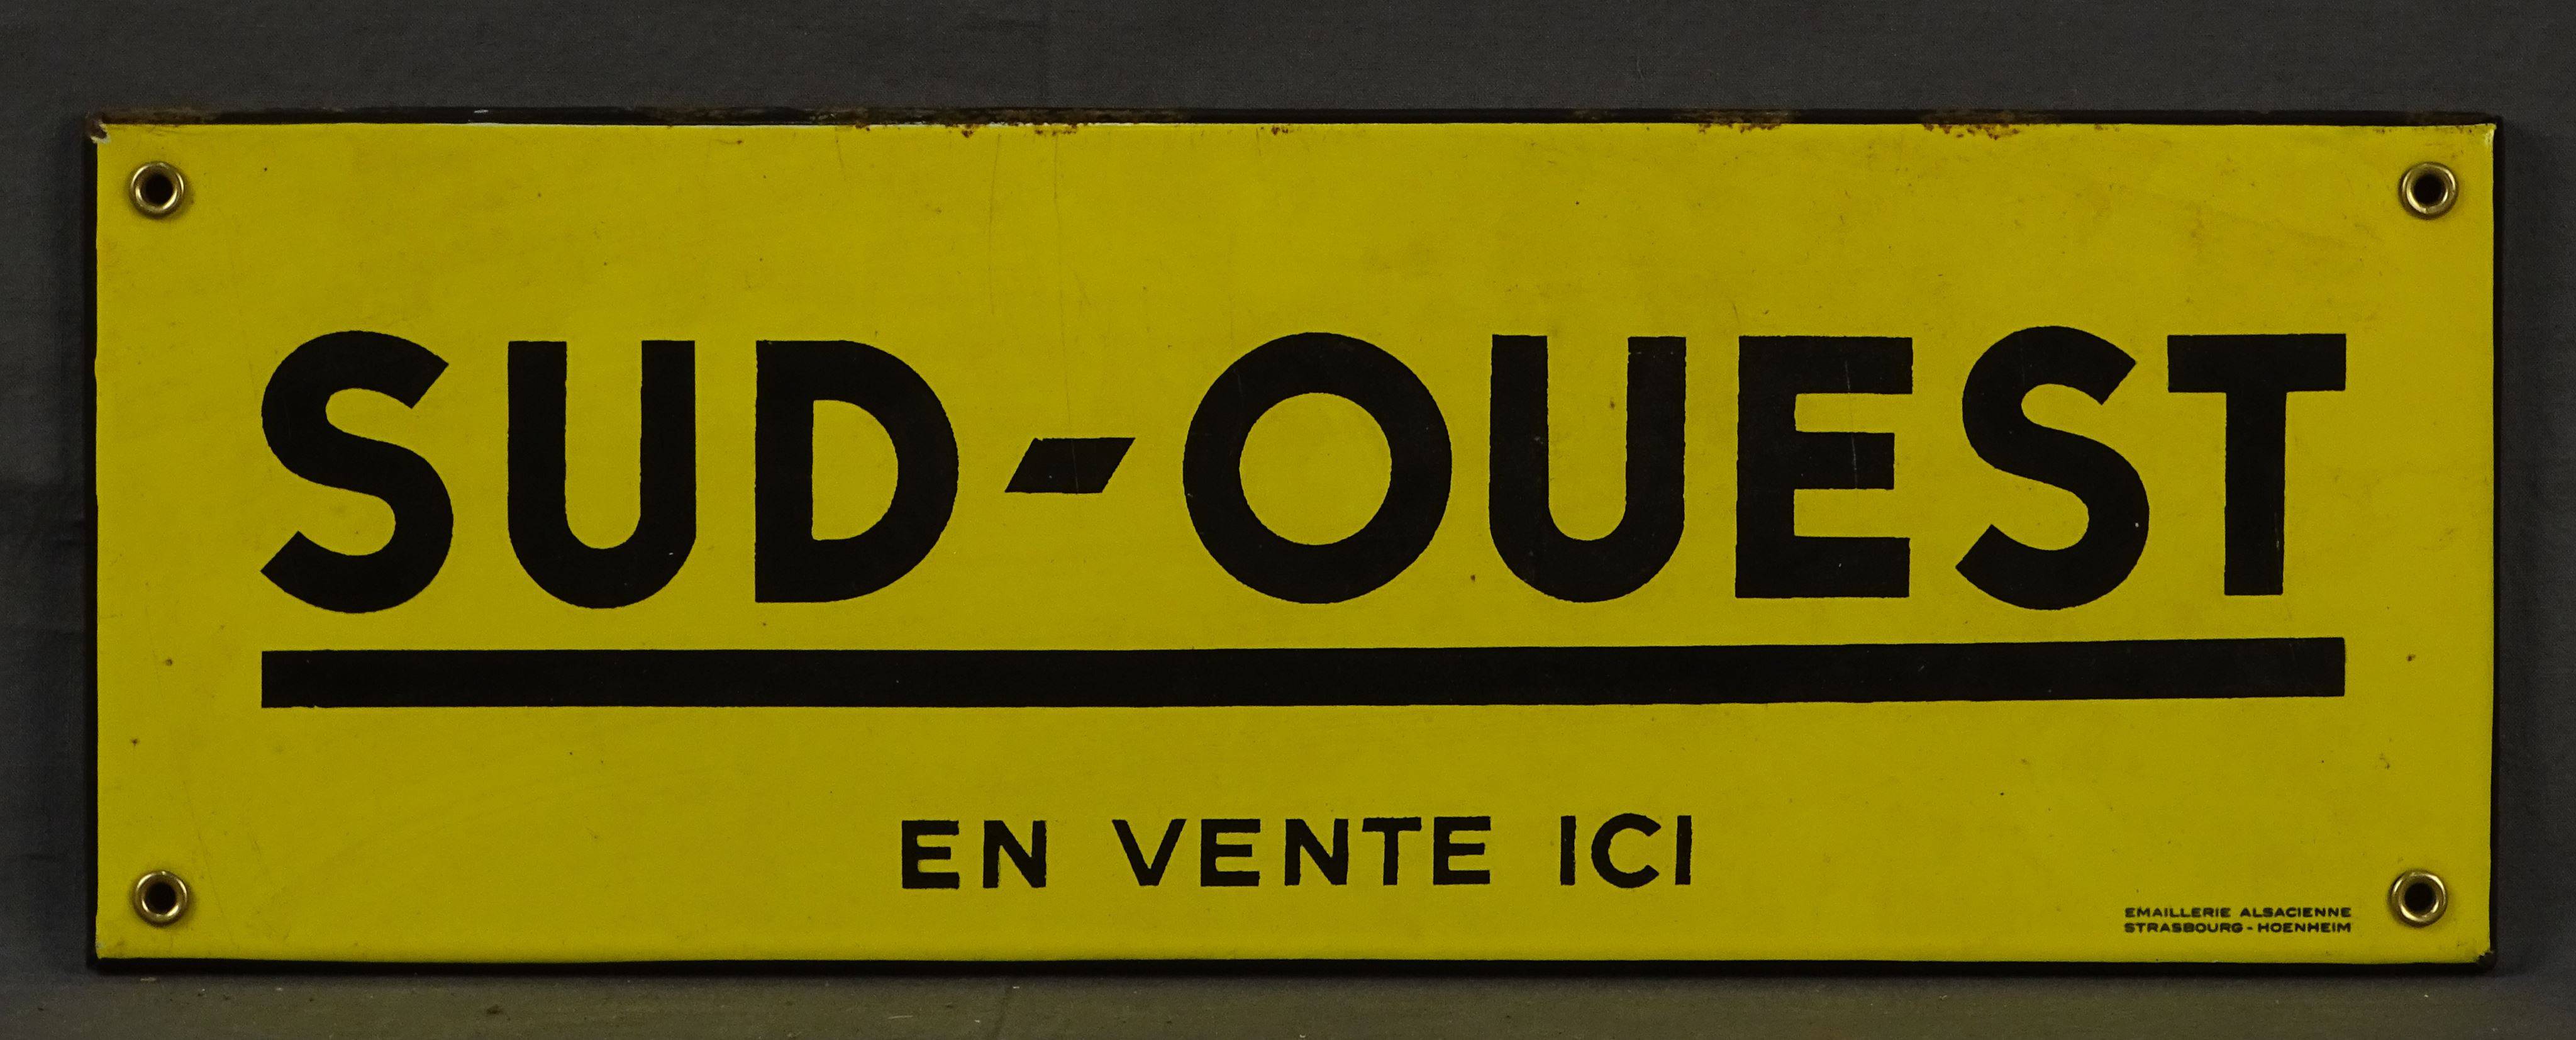 SUD-OUEST
EN VENTE ICI
EMAILLERIE ALSACIENNE
STRASBOURG-HOENHEIM